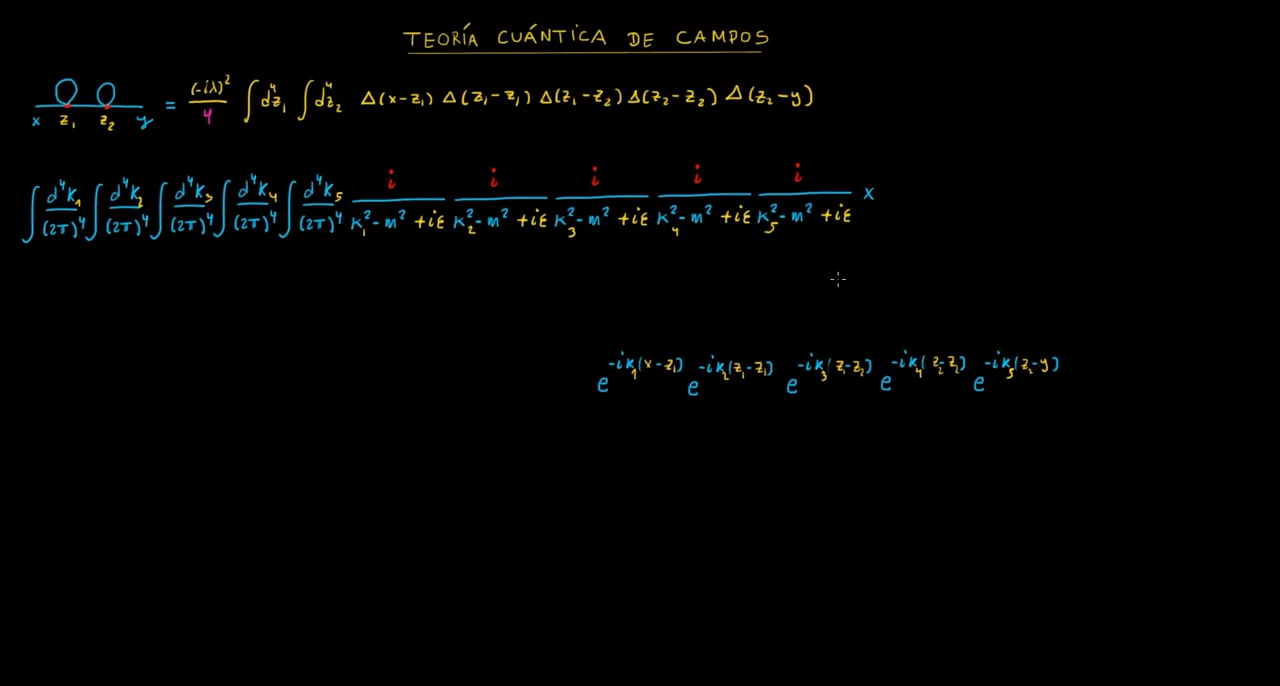 TEORÍA CUÁNTICA DE CAMPOS
x z₁ z₂ y = (-iλ)²/4 ∫d⁴z₁ ∫d⁴z₂ Δ(x-z₁) Δ(z₁-z₁) Δ(z₁-z₂) Δ(z₂-z₂) Δ(z₂-y)
∫ d⁴k₁/(2π)⁴ ∫ d⁴k₂/(2π)⁴ ∫ d⁴k₃/(2π)⁴ ∫ d⁴k₄/(2π)⁴ ∫ d⁴k₅/(2π)⁴ i/(k₁²-m²+iε) i/(k₂²-m²+iε) i/(k₃²-m²+iε) i/(k₄²-m²+iε) i/(k₅²-m²+iε) x
e^{-ik₁(x-z₁)} e^{-ik₂(z₁-z₁)} e^{-ik₃(z₁-z₂)} e^{-ik₄(z₂-z₂)} e^{-ik₅(z₂-y)}